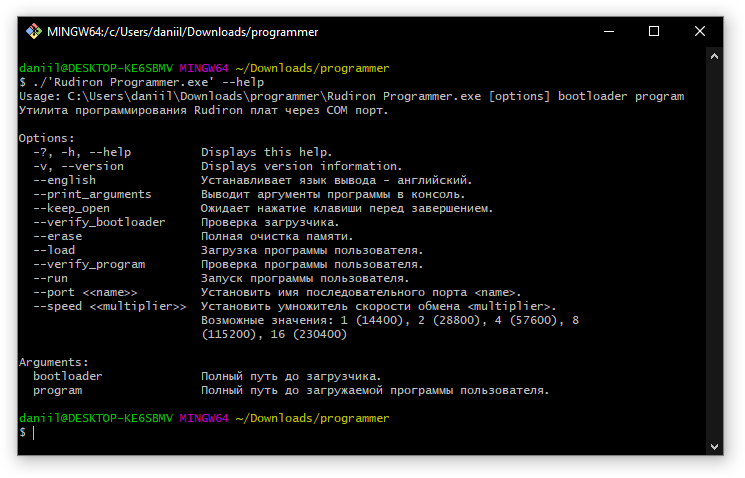 MINGW64:/c/Users/daniil/Downloads/programmer
daniil@DESKTOP-KE6SBMV MINGW64 ~/Downloads/programmer
$ ./'Rudiron Programmer.exe' --help
Usage: C:\Users\daniil\Downloads\programmer\Rudiron Programmer.exe [options] bootloader program
Утилита программирования Rudiron плат через COM порт.
Options:
-?, -h, --help Displays this help.
-v, --version Displays version information.
--english Устанавливает язык вывода - английский.
--print_arguments Выводит аргументы программы в консоль.
--keep_open Ожидает нажатие клавиши перед завершением.
--verify_bootloader Проверка загрузчика.
--erase Полная очистка памяти.
--load Загрузка программы пользователя.
--verify_program Проверка программы пользователя.
--run Запуск программы пользователя.
--port <<name>> Установить имя последовательного порта <name>.
--speed <<multiplier>> Установить умножитель скорости обмена <multiplier>.
Возможные значения: 1 (14400), 2 (28800), 4 (57600), 8
(115200), 16 (230400)
Arguments:
bootloader Полный путь до загрузчика.
program Полный путь до загружаемой программы пользователя.
daniil@DESKTOP-KE6SBMV MINGW64 ~/Downloads/programmer
$